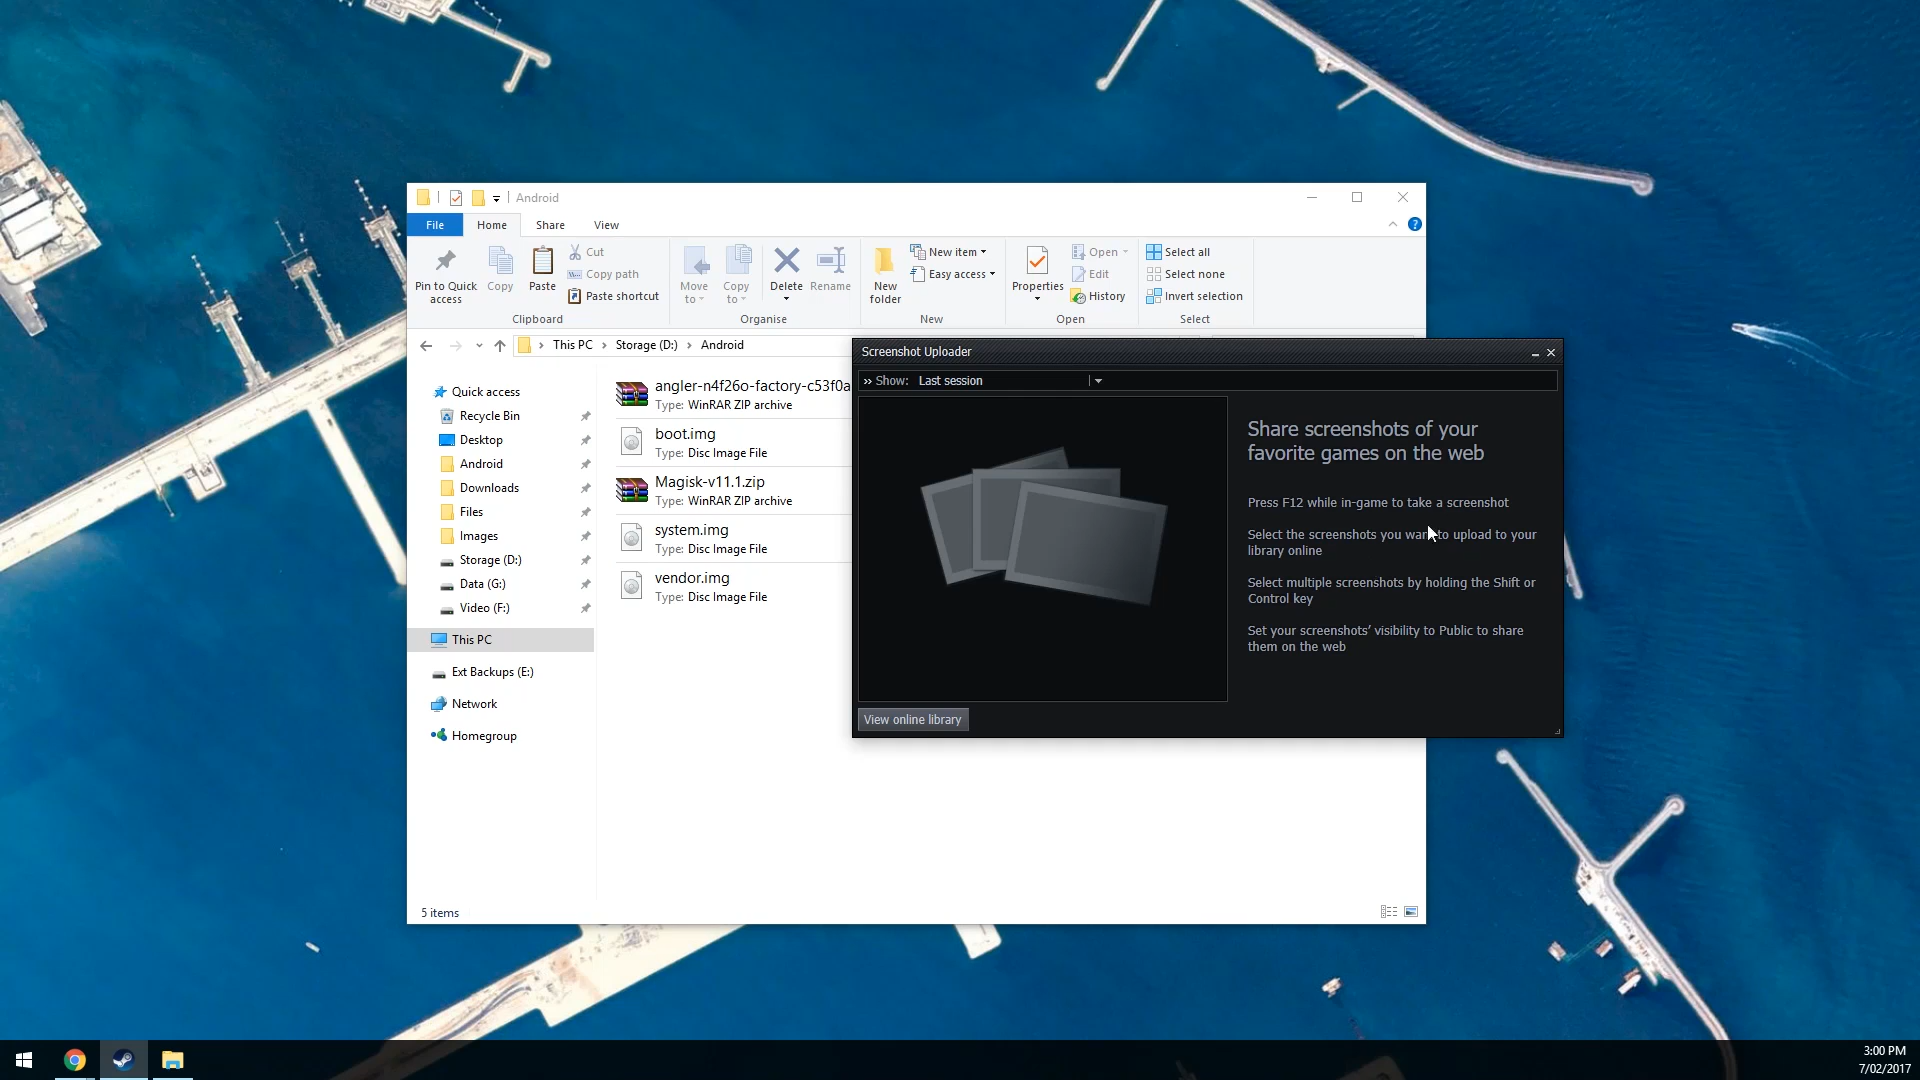 Android
File Home Share View
Pin to Quick access
Copy
Paste
Cut
Copy path
Paste shortcut
Clipboard
Move to
Copy to
Delete
Rename
Organise
New folder
New item
Easy access
New
Properties
Open
Edit
History
Open
Select all
Select none
Invert selection
Select
This PC > Storage (D:) > Android
Quick access
Recycle Bin
Desktop
Android
Downloads
Files
Images
Storage (D:)
Data (G:)
Video (F:)
This PC
Ext Backups (E:)
Network
Homegroup
angler-n4f26o-factory-c53f0a
Type: WinRAR ZIP archive
boot.img
Type: Disc Image File
Magisk-v11.1.zip
Type: WinRAR ZIP archive
system.img
Type: Disc Image File
vendor.img
Type: Disc Image File
5 items
Screenshot Uploader
›› Show: Last session
Share screenshots of your
favorite games on the web
Press F12 while in-game to take a screenshot
Select the screenshots you want to upload to your
library online
Select multiple screenshots by holding the Shift or
Control key
Set your screenshots' visibility to Public to share
them on the web
View online library
3:00 PM
7/02/2017